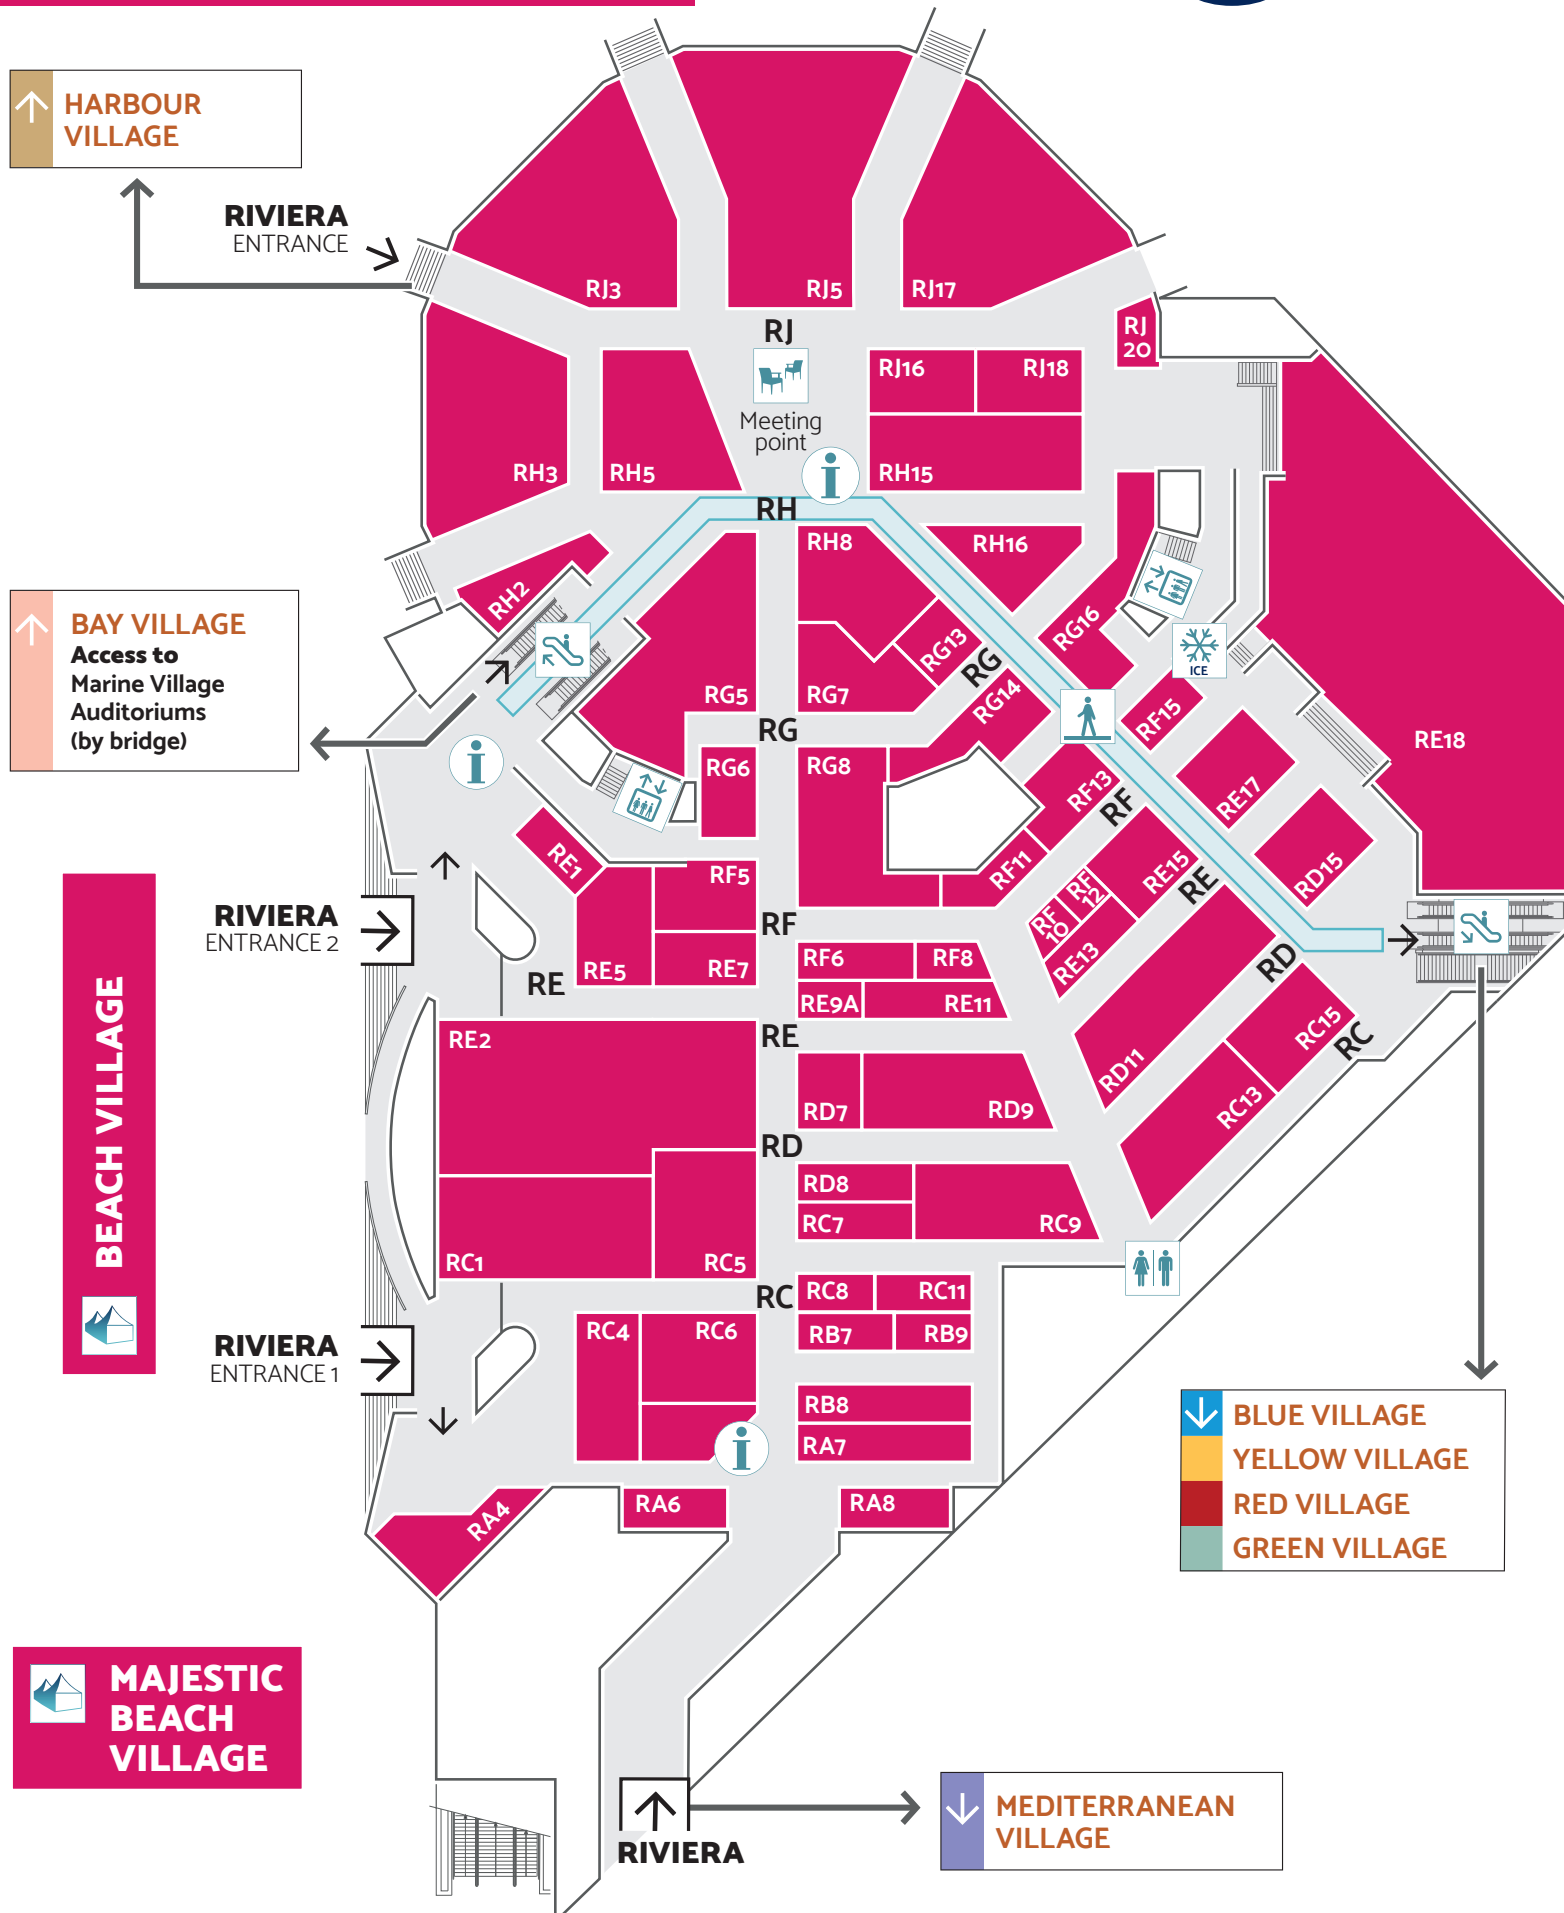 HARBOUR
VILLAGE
RIVIERA
ENTRANCE
RJ3
RJ5
RJ17
RJ
RJ
20
RJ16
RJ18
Meeting
point
RH3
RH5
RH15
RH
RH8
RH16
RH2
RG16
ICE
BAY VILLAGE
Access to
Marine Village
Auditoriums
(by bridge)
RG13
RG
RG5
RG7
RG14
RF15
RG
RE18
RG6
RG8
RF13
RF
RE17
RE1
RF5
RF11
RE15
RD15
RF
12
RE
RIVIERA
ENTRANCE 2
RF
RF
10
RE5
RE7
RF6
RF8
RE13
RD
RE
RE9A
RE11
BEACH VILLAGE
RE2
RE
RC15
RC
RD7
RD9
RD11
RC13
RD
RD8
RC7
RC9
RC1
RC5
RC
RC8
RC11
RIVIERA
ENTRANCE 1
RC4
RC6
RB7
RB9
RB8
RA7
BLUE VILLAGE
YELLOW VILLAGE
RED VILLAGE
GREEN VILLAGE
RA4
RA6
RA8
MAJESTIC
BEACH
VILLAGE
RIVIERA
MEDITERRANEAN
VILLAGE